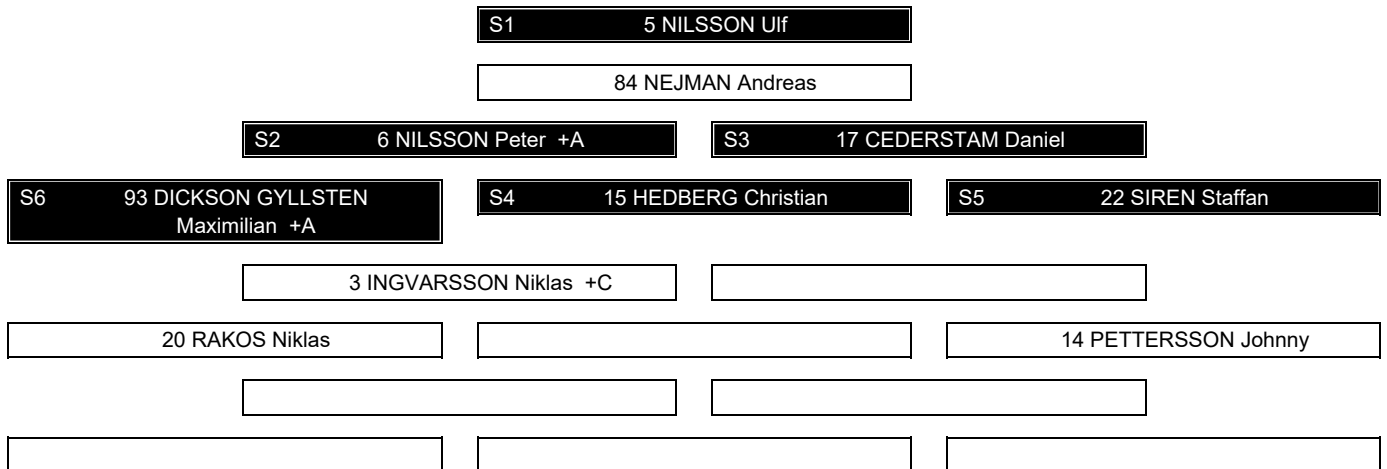 S1 5 NILSSON Ulf
84 NEJMAN Andreas
S2 6 NILSSON Peter +A
S3 17 CEDERSTAM Daniel
S6 93 DICKSON GYLLSTEN
Maximilian +A
S4 15 HEDBERG Christian
S5 22 SIREN Staffan
3 INGVARSSON Niklas +C
20 RAKOS Niklas
14 PETTERSSON Johnny